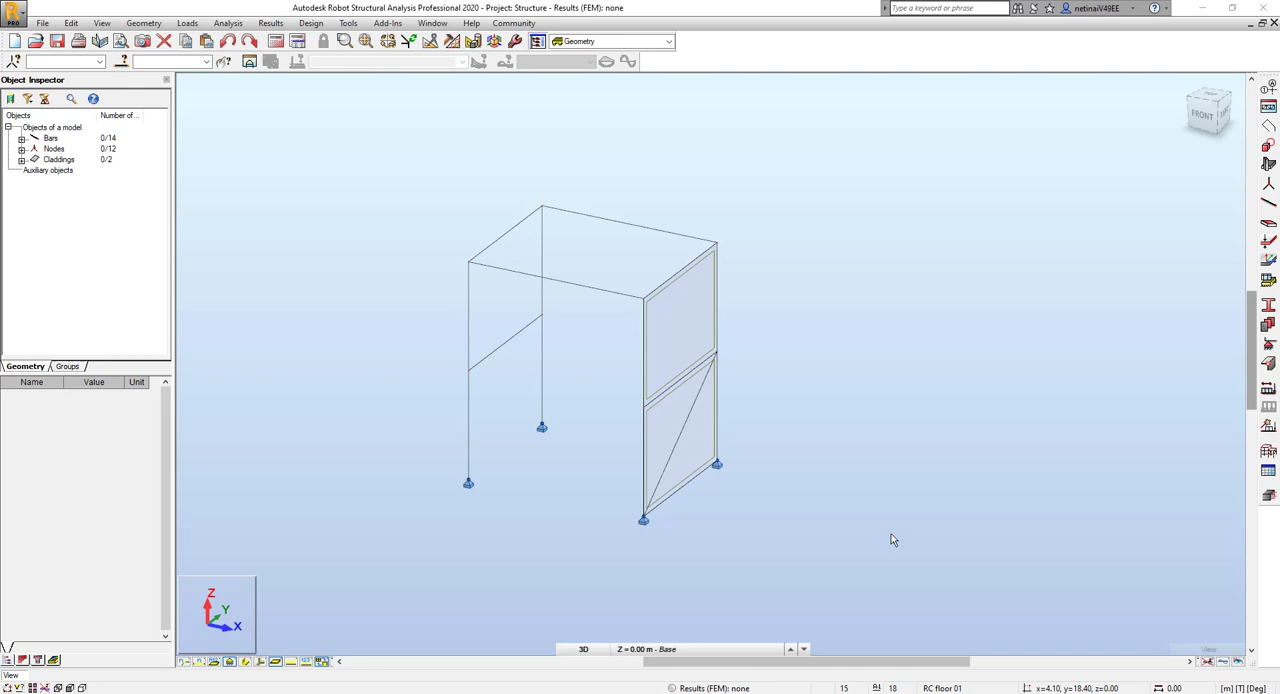 Autodesk Robot Structural Analysis Professional 2020 - Project: Structure - Results (FEM): none
Type a keyword or phrase
netinaiV49EE
PRO
File Edit View Geometry Loads Analysis Results Design Tools Add-Ins Window Help Community
Geometry
Object Inspector
Objects Number of...
Objects of a model
Bars 0/14
Nodes 0/12
Claddings 0/2
Auxiliary objects
Geometry Groups
Name Value Unit
FRONT
Z
Y
X
3D Z = 0.00 m - Base
View
View
Results (FEM): none 15 18 RC floor 01 x=4.10, y=18.40, z=0.00 0.00 [m] [T] [Deg]